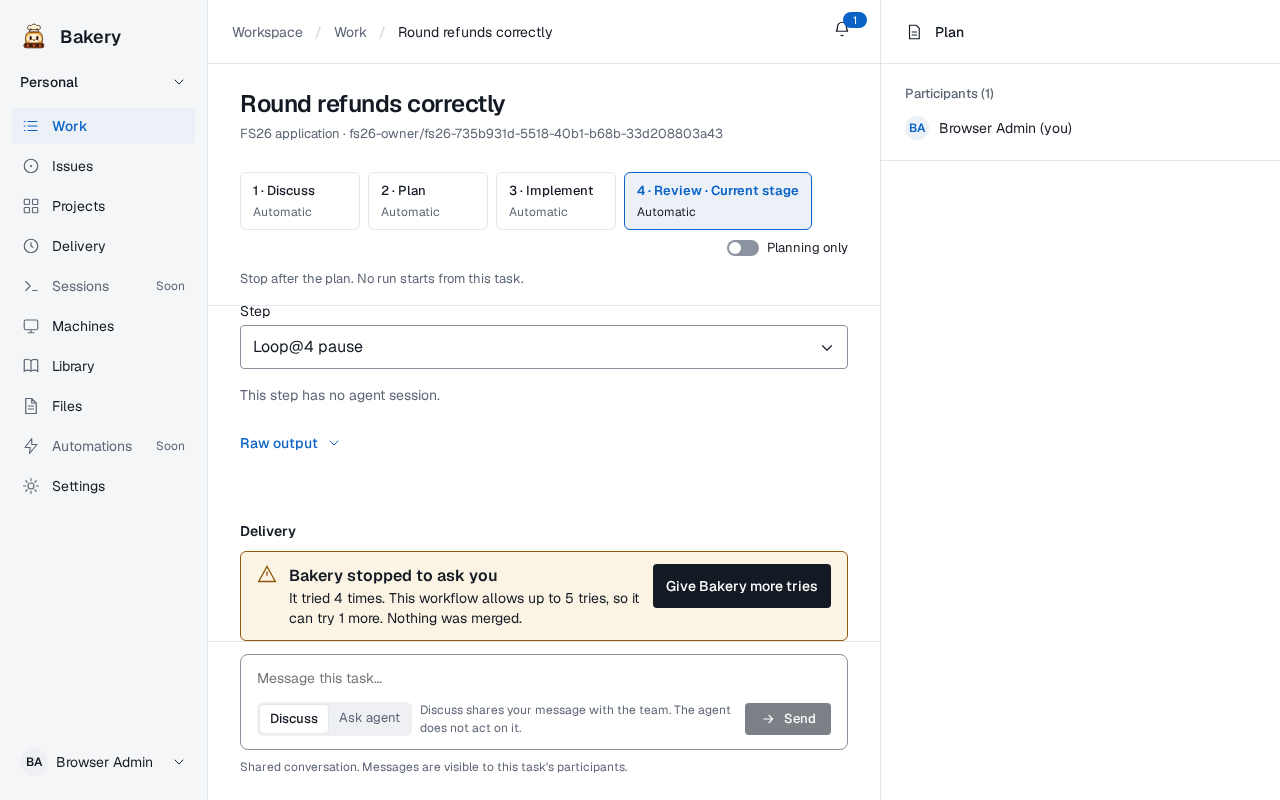 Bakery
Personal
Work
Issues
Projects
Delivery
Sessions Soon
Machines
Library
Files
Automations Soon
Settings
BA Browser Admin
Workspace / Work / Round refunds correctly
1
Round refunds correctly
FS26 application · fs26-owner/fs26-735b931d-5518-40b1-b68b-33d208803a43
1 · Discuss
Automatic
2 · Plan
Automatic
3 · Implement
Automatic
4 · Review · Current stage
Automatic
Planning only
Stop after the plan. No run starts from this task.
Step
Loop@4 pause
This step has no agent session.
Raw output
Delivery
Bakery stopped to ask you
It tried 4 times. This workflow allows up to 5 tries, so it
can try 1 more. Nothing was merged.
Give Bakery more tries
Message this task...
Discuss Ask agent
Discuss shares your message with the team. The agent
does not act on it.
Send
Shared conversation. Messages are visible to this task's participants.
Plan
Participants (1)
BA Browser Admin (you)